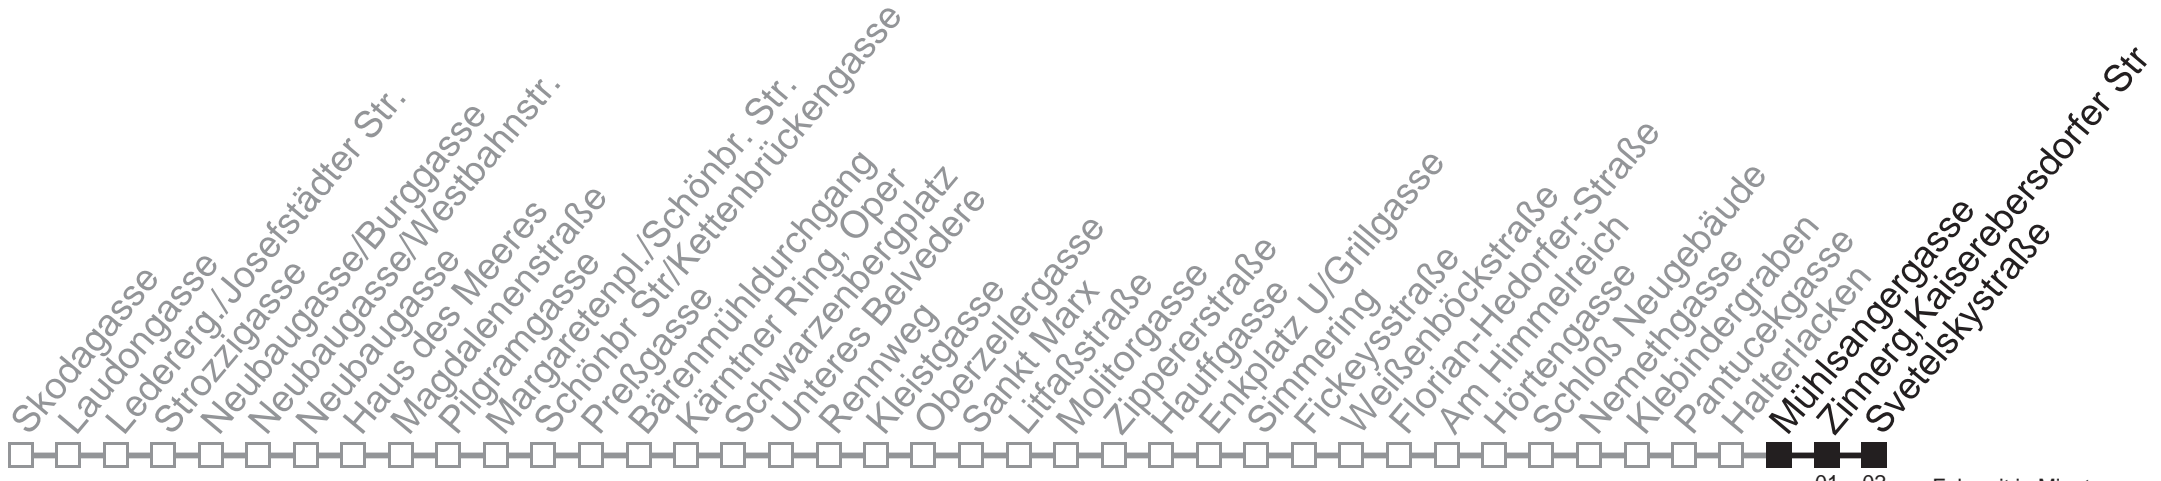 Skodagasse
Laudongasse
Ledererg./Josefstädter Str.
Strozzigasse
Neubaugasse/Burggasse
Neubaugasse/Westbahnstr.
Neubaugasse
Haus des Meeres
Magdalenenstraße
Pilgramgasse
Margaretenpl./Schönbr. Str.
Schönbr Str/Kettenbrückengasse
Preßgasse
Bärenmühldurchgang
Kärntner Ring, Oper
Schwarzenbergplatz
Unteres Belvedere
Rennweg
Kleistgasse
Oberzellergasse
Sankt Marx
Litfaßstraße
Molitorgasse
Zippererstraße
Hauffgasse
Enkplatz U/Grillgasse
Simmering
Fickeysstraße
Weißenböckstraße
Florian-Hedorfer-Straße
Am Himmelreich
Hörtengasse
Schloß Neugebäude
Nemethgasse
Klebindergraben
Pantucekgasse
Halterlacken
Mühlsangergasse
Zinnerg,Kaiserebersdorfer Str
Svetelskystraße